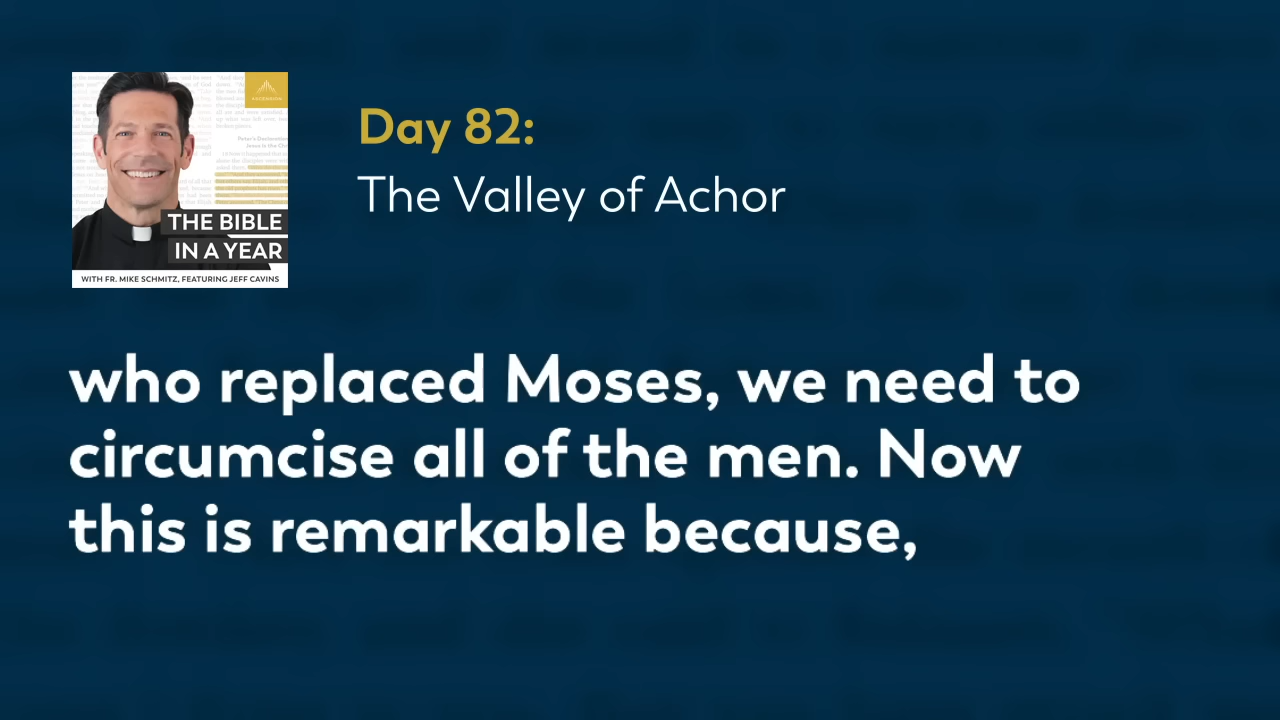 ASCENSION
THE BIBLE
IN A YEAR
WITH FR. MIKE SCHMITZ, FEATURING JEFF CAVINS
Day 82:
The Valley of Achor
who replaced Moses, we need to
circumcise all of the men. Now
this is remarkable because,